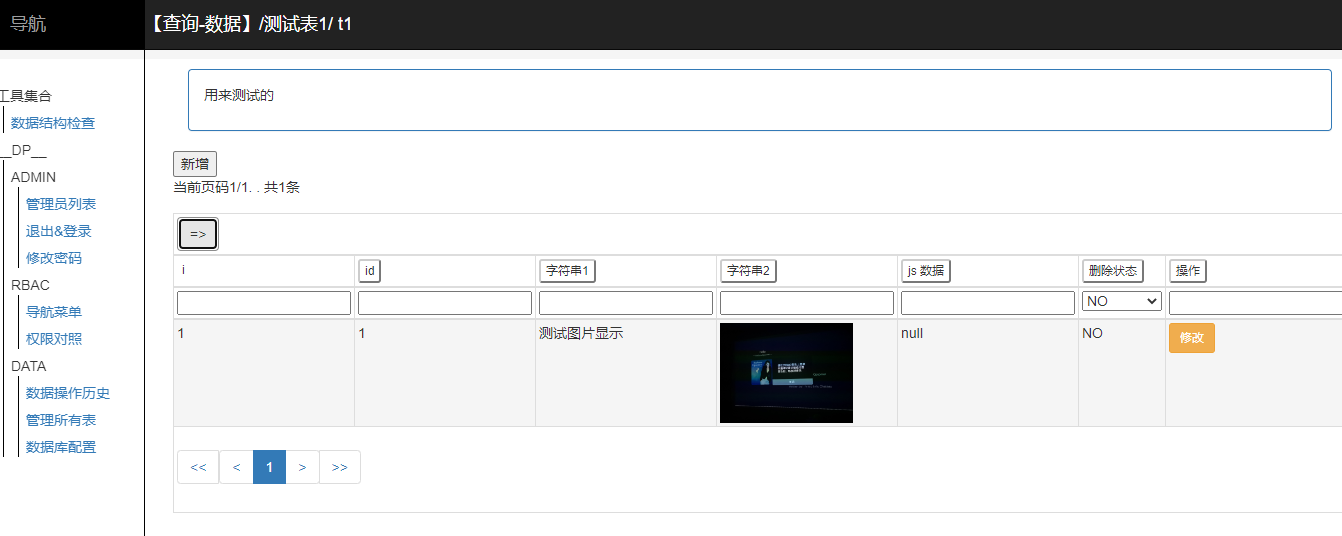 导航
【查询-数据】/测试表1/ t1
工具集合
数据结构检查
__DP__
ADMIN
管理员列表
退出&登录
修改密码
RBAC
导航菜单
权限对照
DATA
数据操作历史
管理所有表
数据库配置
用来测试的
新增
当前页码1/1. . 共1条
=>
i id 字符串1 字符串2 js 数据 删除状态 操作
NO
1 1 测试图片显示 null NO 修改
<< < 1 > >>